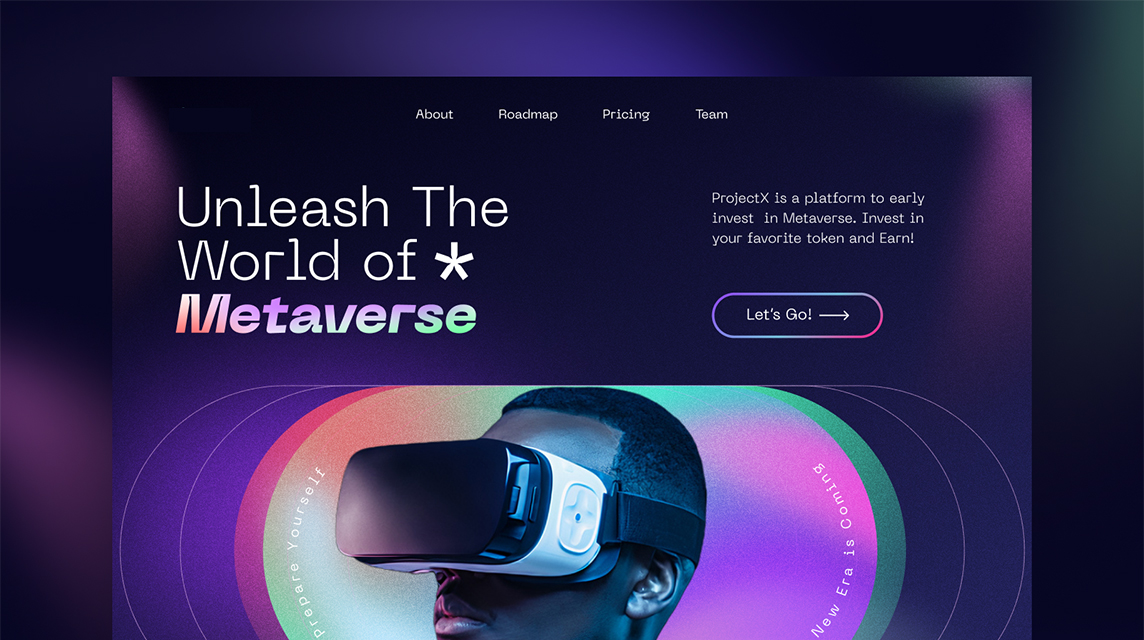 About Roadmap Pricing Team
Unleash The
World of *
Metaverse
ProjectX is a platform to early
invest in Metaverse. Invest in
your favorite token and Earn!
Let's Go! →
Prepare Yourself
New Era is Coming